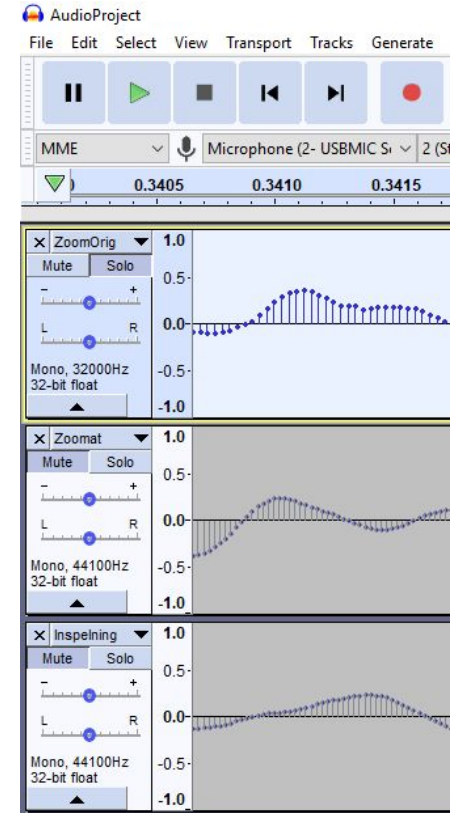 AudioProject
File Edit Select View Transport Tracks Generate
MME Microphone (2- USBMIC 2 (St
0.3405 0.3410 0.3415
× ZoomOrig 1.0
Mute Solo 0.5
- +
0.0
L R
Mono, 32000Hz -0.5
32-bit float
-1.0
× Zoomat 1.0
Mute Solo 0.5
- +
0.0
L R
Mono, 44100Hz -0.5
32-bit float
-1.0
× Inspelning 1.0
Mute Solo 0.5
- +
0.0
L R
Mono, 44100Hz -0.5
32-bit float
-1.0